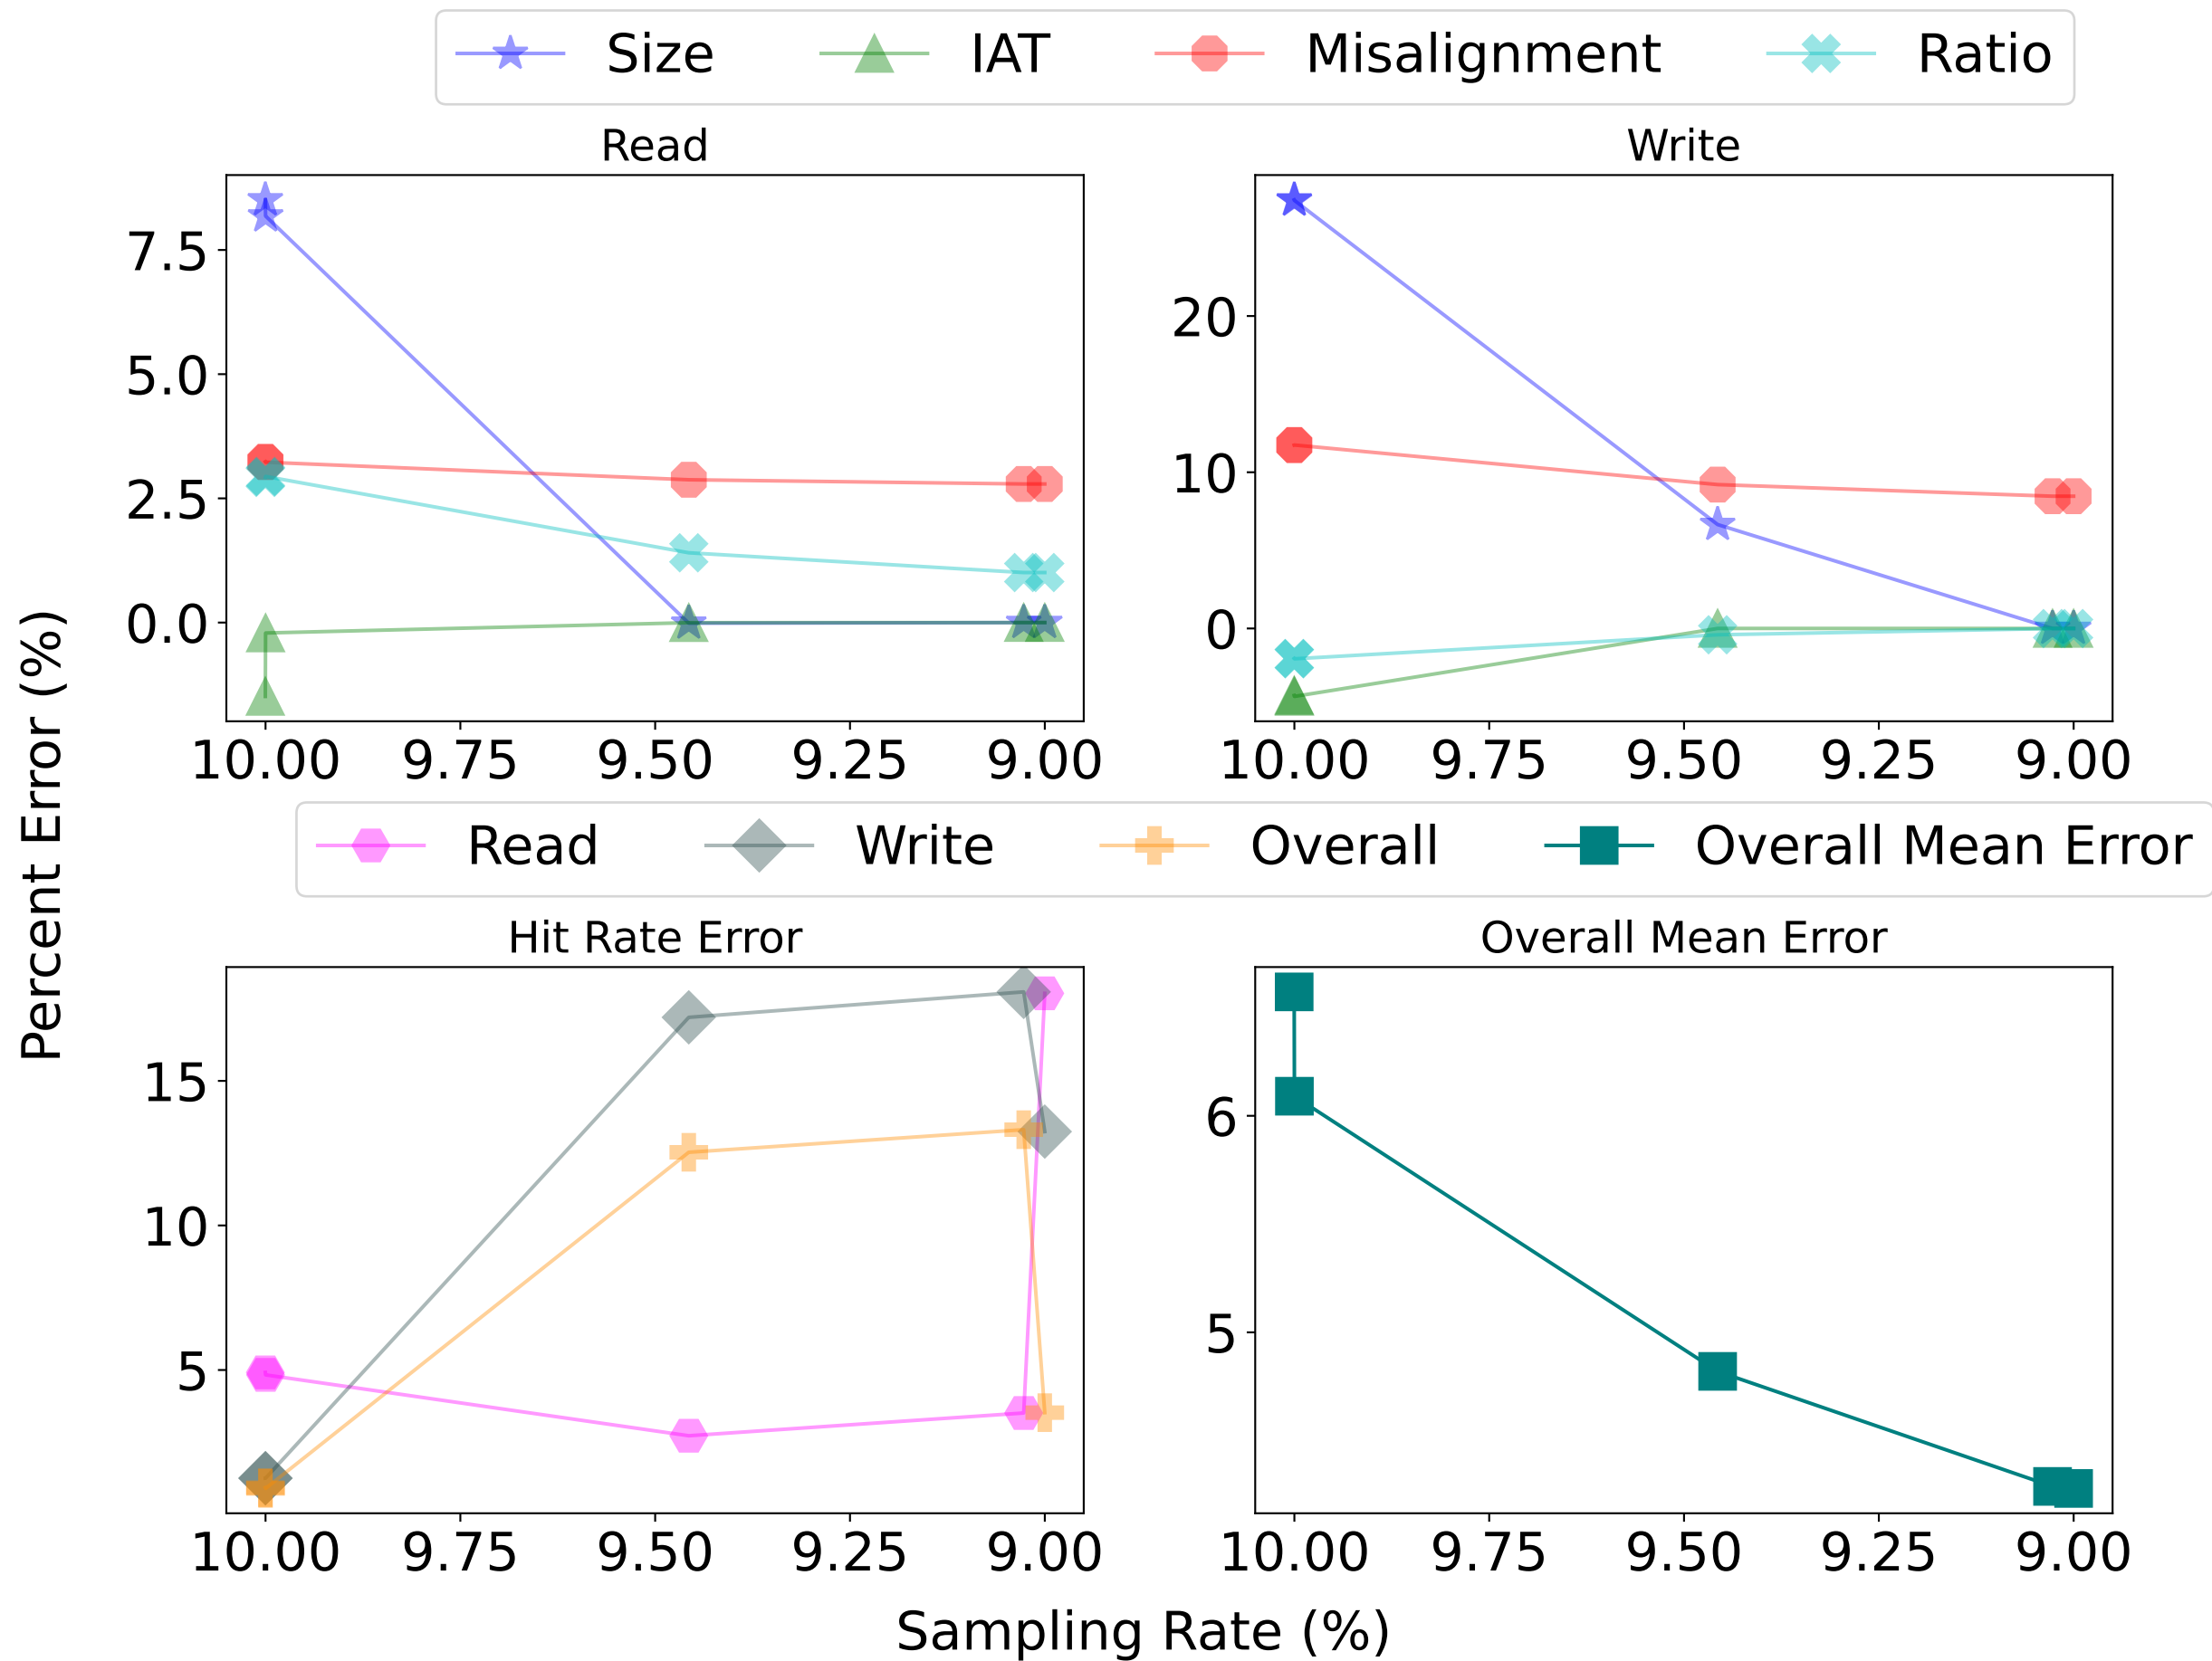 Size IAT Misalignment Ratio
Read Write
7.5
5.0
2.5
0.0
20
10
0
10.00 9.75 9.50 9.25 9.00
10.00 9.75 9.50 9.25 9.00
Percent Error (%)
Read Write Overall Overall Mean Error
Hit Rate Error Overall Mean Error
15
10
5
6
5
10.00 9.75 9.50 9.25 9.00
10.00 9.75 9.50 9.25 9.00
Sampling Rate (%)